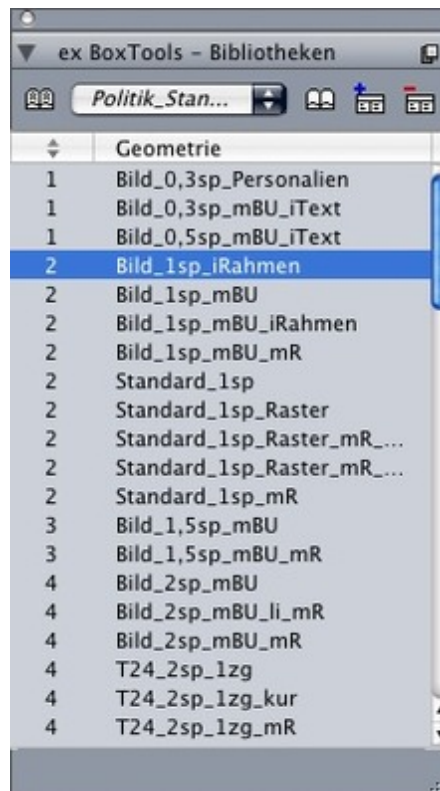 ex BoxTools – Bibliotheken
Politik_Stan...
Geometrie
1 Bild_0,3sp_Personalien
1 Bild_0,3sp_mBU_iText
1 Bild_0,5sp_mBU_iText
2 Bild_1sp_iRahmen
2 Bild_1sp_mBU
2 Bild_1sp_mBU_iRahmen
2 Bild_1sp_mBU_mR
2 Standard_1sp
2 Standard_1sp_Raster
2 Standard_1sp_Raster_mR_...
2 Standard_1sp_Raster_mR_...
2 Standard_1sp_mR
3 Bild_1,5sp_mBU
3 Bild_1,5sp_mBU_mR
4 Bild_2sp_mBU
4 Bild_2sp_mBU_li_mR
4 Bild_2sp_mBU_mR
4 T24_2sp_1zg
4 T24_2sp_1zg_kur
4 T24_2sp_1zg_mR